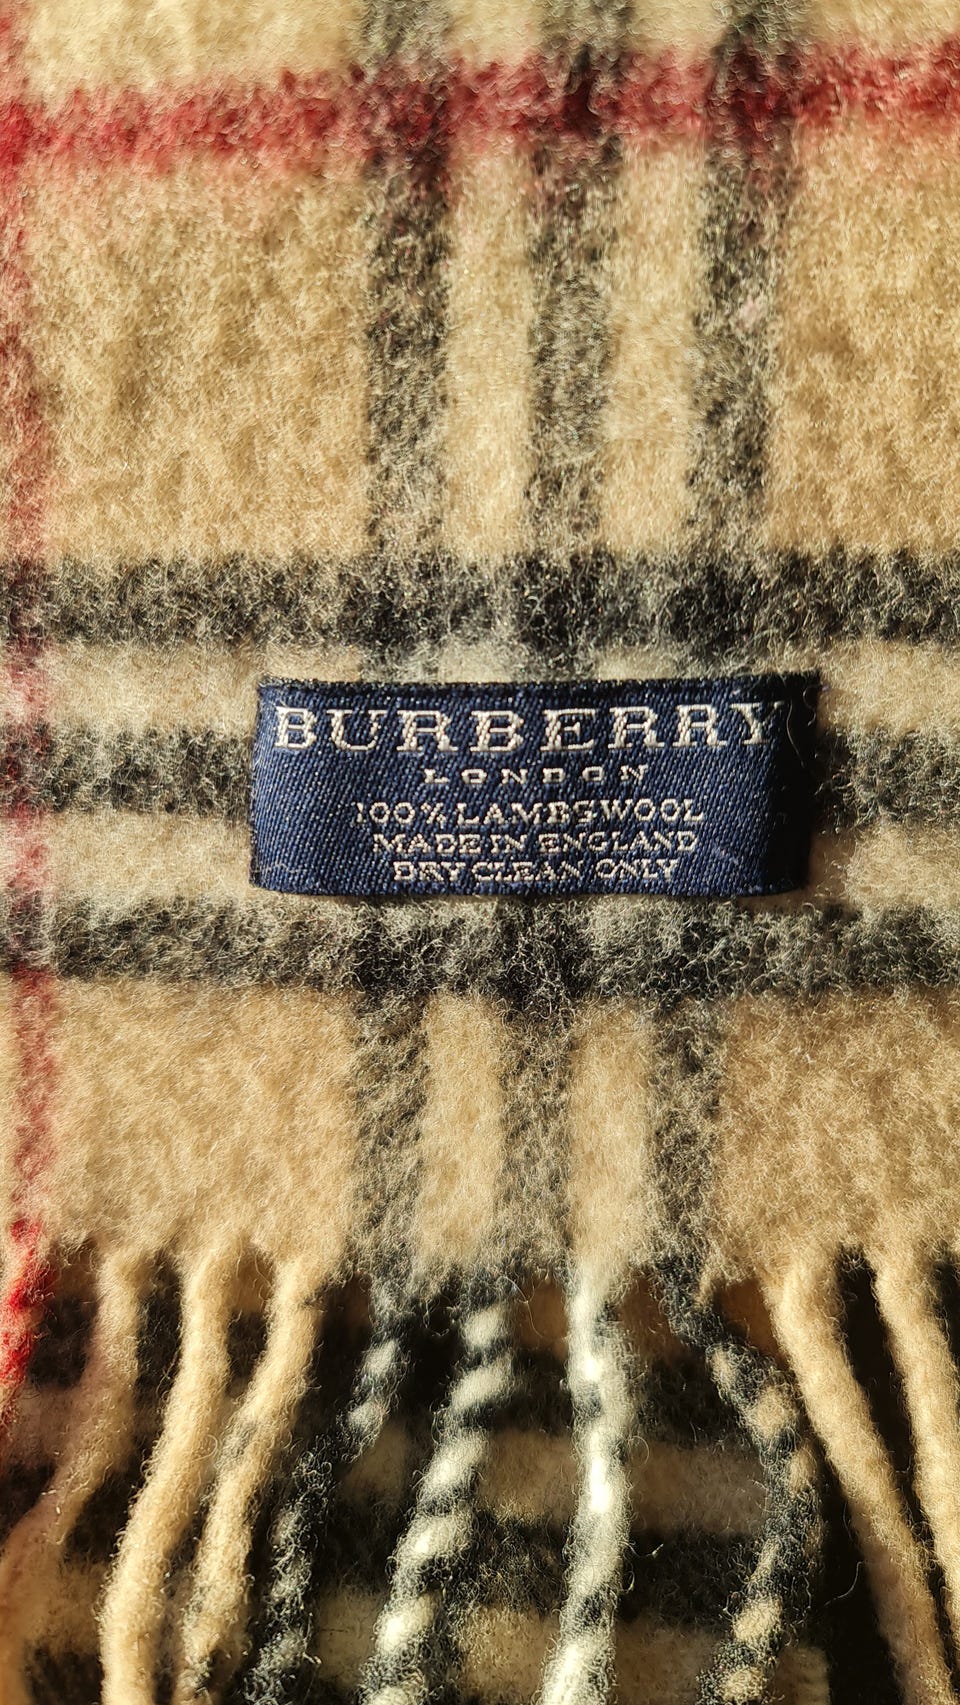 BURBERRY
LONDON
100% LAMBSWOOL
MADE IN ENGLAND
DRY CLEAN ONLY